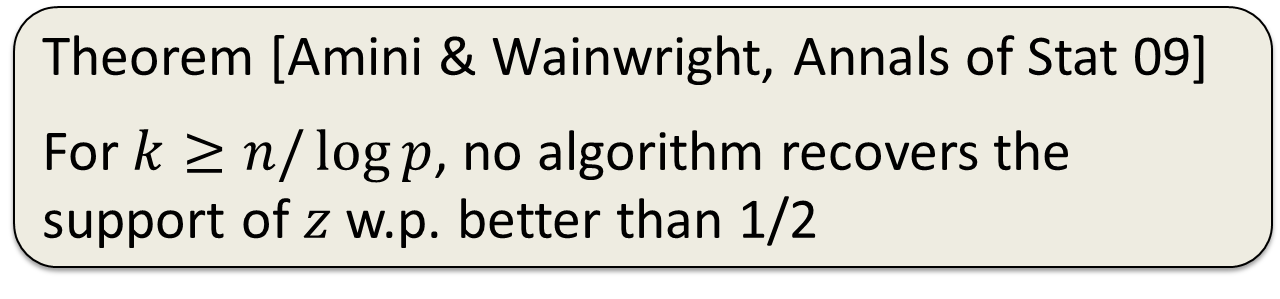 Theorem [Amini & Wainwright, Annals of Stat 09]
For k ≥ n/ log p, no algorithm recovers the
support of z w.p. better than 1/2